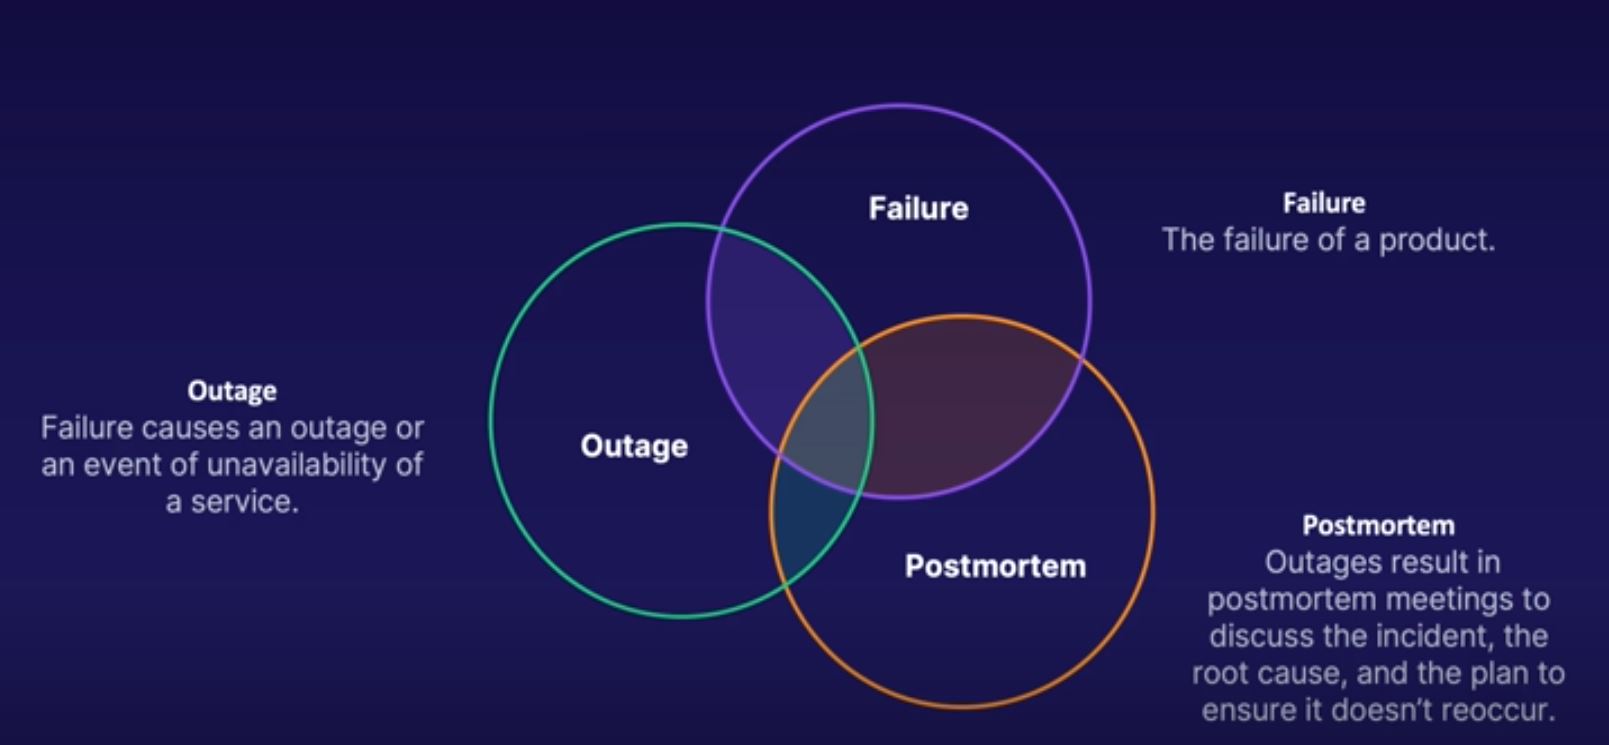 Failure
Failure
The failure of a product.
Outage
Failure causes an outage or
an event of unavailability of
a service.
Outage
Postmortem
Postmortem
Outages result in
postmortem meetings to
discuss the incident, the
root cause, and the plan to
ensure it doesn't reoccur.